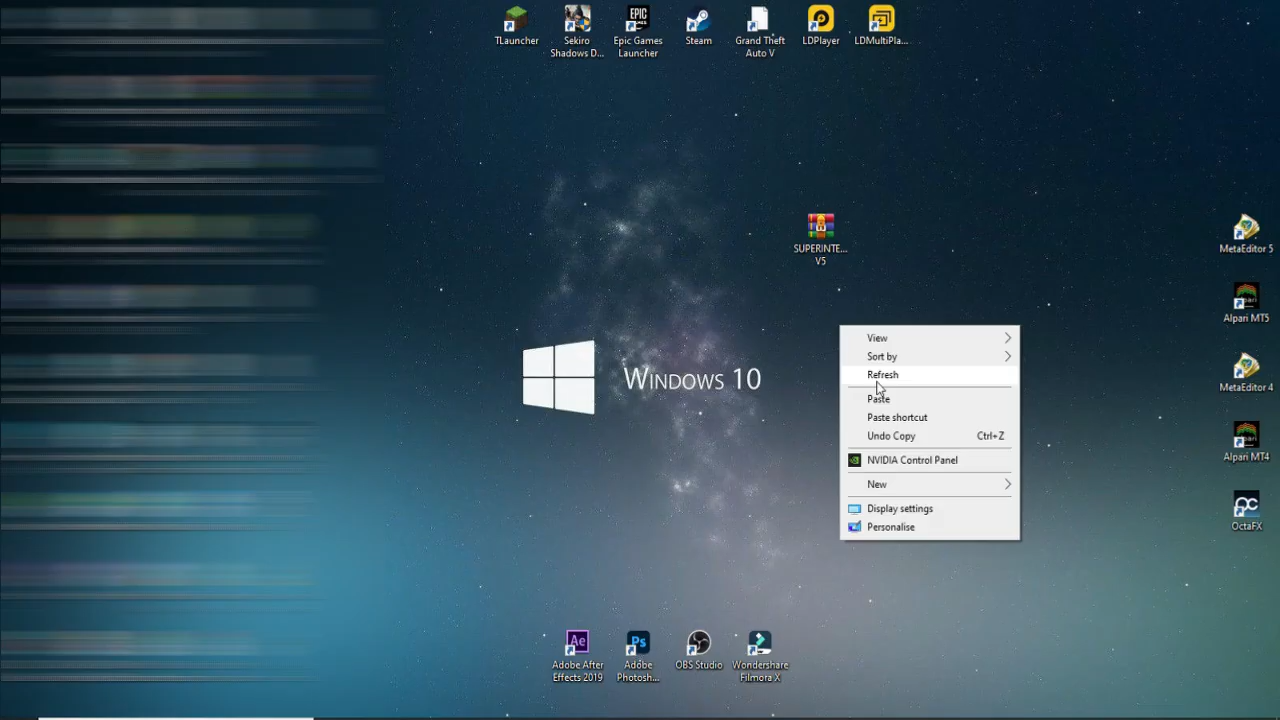 TLauncher
Sekiro
Shadows D...
Epic Games
Launcher
Steam
Grand Theft
Auto V
LDPlayer
LDMultiPla...
EPIC
GAMES
SUPERINTE...
V5
MetaEditor 5
Alpari MT5
MetaEditor 4
Alpari MT4
OctaFX
WINDOWS 10
View
Sort by
Refresh
Paste
Paste shortcut
Undo Copy Ctrl+Z
NVIDIA Control Panel
New
Display settings
Personalise
Ae
Ps
Adobe After
Effects 2019
Adobe
Photosh...
OBS Studio
Wondershare
Filmora X